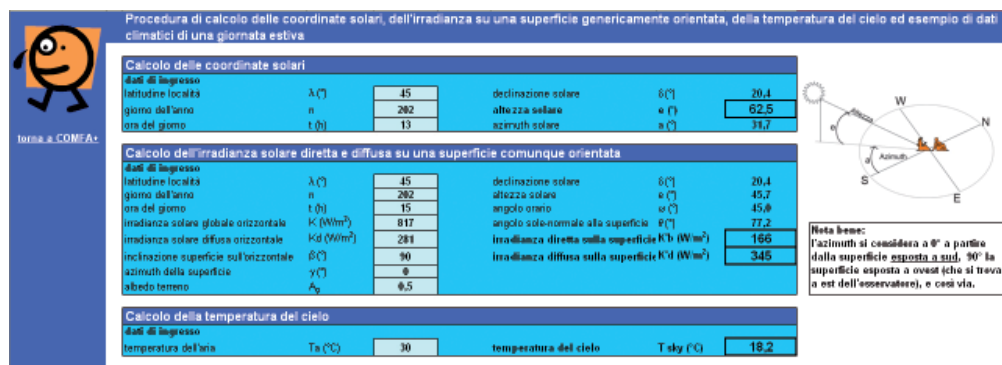 Procedura di calcolo delle coordinate solari, dell'irradianza su una superficie genericamente orientata, della temperatura del cielo ed esempio di dati
climatici di una giornata estiva
torna a COMFA+
Calcolo delle coordinate solari
dati di ingresso
latitudine località λ (°) 45 declinazione solare δ (°) 20,4
giorno dell'anno n 202 altezza solare e (°) 62,5
ora del giorno t (h) 13 azimuth solare a (°) 31,7
Calcolo dell'irradianza solare diretta e diffusa su una superficie comunque orientata
dati di ingresso
latitudine località λ (°) 45 declinazione solare δ (°) 20,4
giorno dell'anno n 202 altezza solare e (°) 45,7
ora del giorno t (h) 15 angolo orario ω (°) 45,0
irradianza solare globale orizzontale K (W/m²) 817 angolo sole-normale alla superficie (°) 77,2
irradianza solare diffusa orizzontale Kd (W/m²) 281 irradianza diretta sulla superficie K'b (W/m²) 166
inclinazione superficie sull'orizzontale β (°) 90 irradianza diffusa sulla superficie K'd (W/m²) 345
azimuth della superficie γ (°) 0
albedo terreno Ag 0,5
Calcolo della temperatura del cielo
dati di ingresso
temperatura dell'aria Ta (°C) 30 temperatura del cielo T sky (°C) 18,2
W
N
Altezza
e
a
Azimuth
S
E
Nota bene:
l'azimuth si considera a 0° a partire
dalla superficie esposta a sud, 90° la
superficie esposta a ovest (che si trova
a est dell'osservatore), e così via.